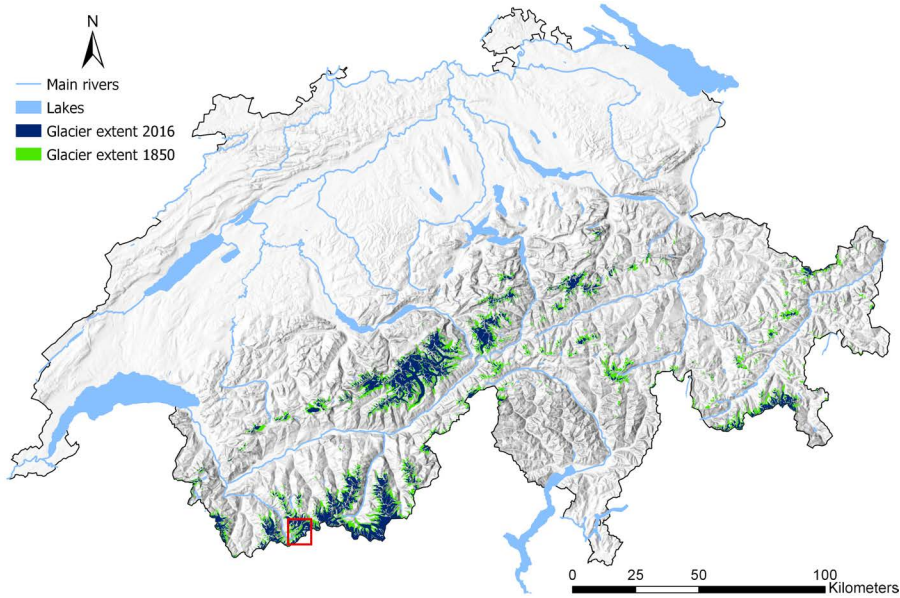 N
Main rivers
Lakes
Glacier extent 2016
Glacier extent 1850
0 25 50 100
Kilometers